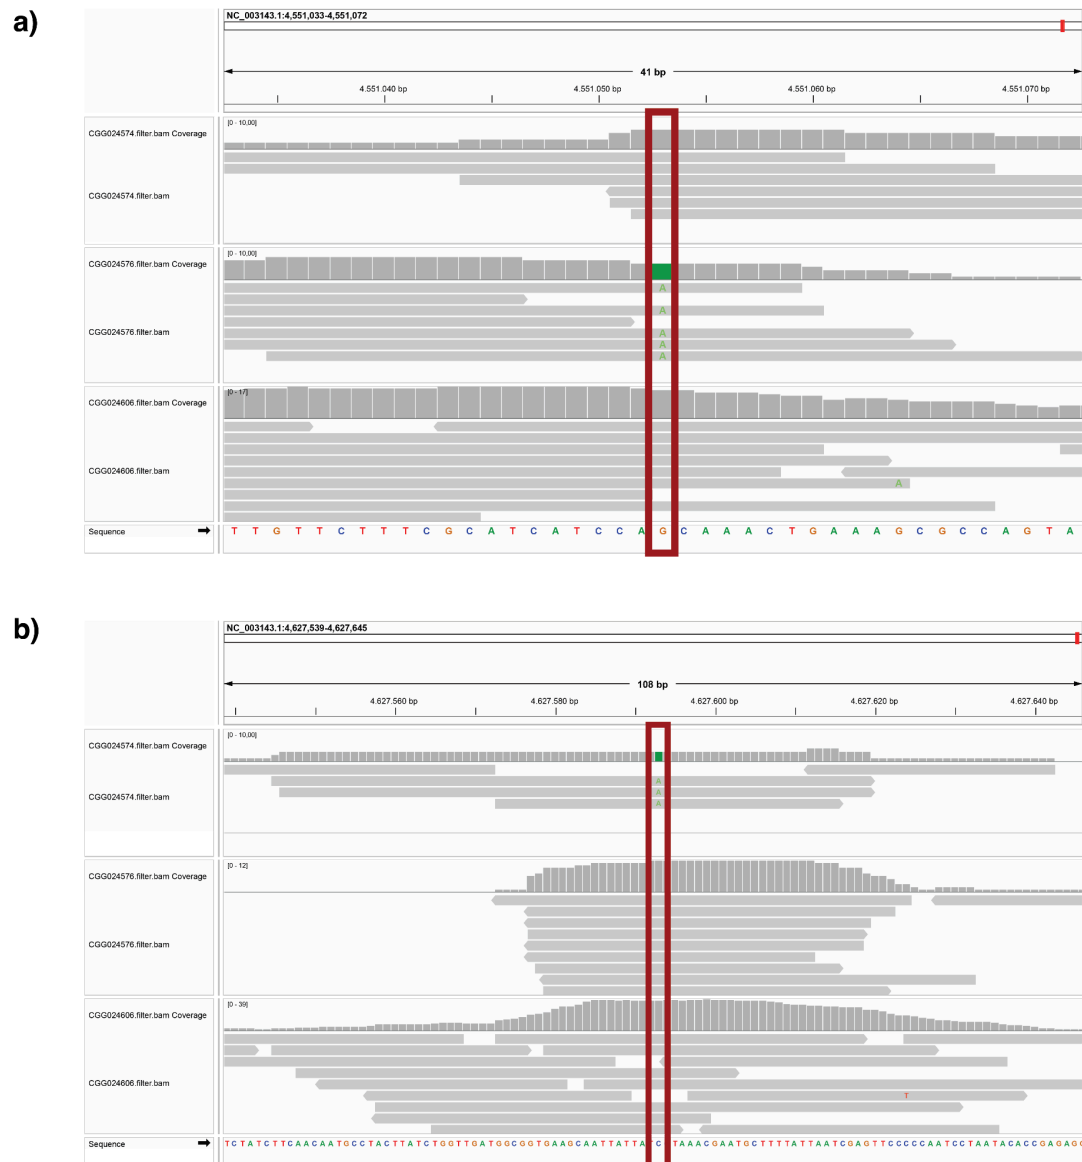 a)
NC_003143.1:4,551,033-4,551,072
41 bp
4.551.040 bp 4.551.050 bp 4.551.060 bp 4.551.070 bp
CGG024574.filter.bam Coverage
[0 - 10,00]
CGG024574.filter.bam
CGG024576.filter.bam Coverage
[0 - 10,00]
A
A
CGG024576.filter.bam
A
A
A
CGG024606.filter.bam Coverage
[0 - 17]
CGG024606.filter.bam
A
Sequence T T G T T C T T T C G C A T C A T C C A G C A A A C T G A A A G C G C C A G T A
b)
NC_003143.1:4,627,539-4,627,645
108 bp
4.627.560 bp 4.627.580 bp 4.627.600 bp 4.627.620 bp 4.627.640 bp
CGG024574.filter.bam Coverage
[0 - 10,00]
A
CGG024574.filter.bam
A
A
CGG024576.filter.bam Coverage
[0 - 12]
CGG024576.filter.bam
CGG024606.filter.bam Coverage
[0 - 39]
CGG024606.filter.bam
T
Sequence TCTATCTTCAACAATGCCTACTTATCTGGTTGATGGCGGTGAAGCAATTATTATC TAAACGAATGCTTTTATTAATCGAGTTCCCCCAATCCTAATACACCGAGAGC